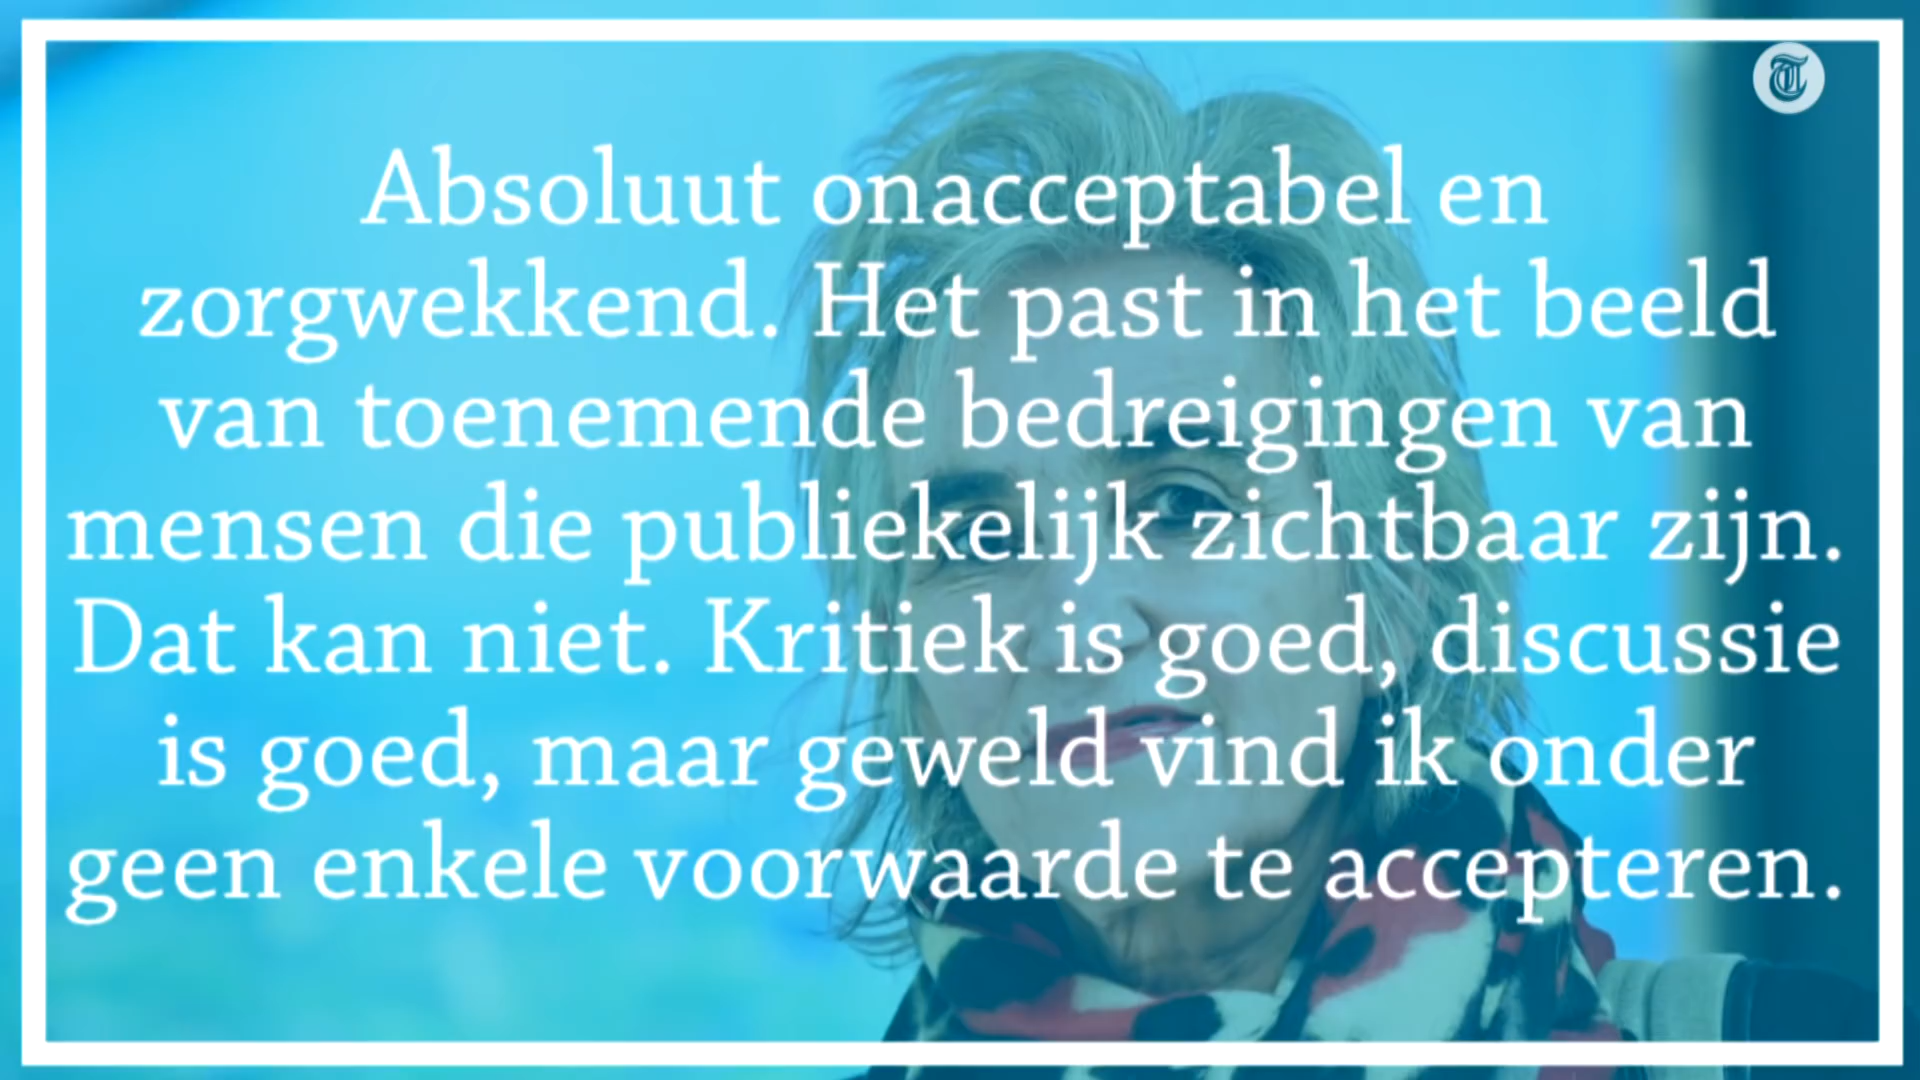 T
Absoluut onacceptabel en
zorgwekkend. Het past in het beeld
van toenemende bedreigingen van
mensen die publiekelijk zichtbaar zijn.
Dat kan niet. Kritiek is goed, discussie
is goed, maar geweld vind ik onder
geen enkele voorwaarde te accepteren.